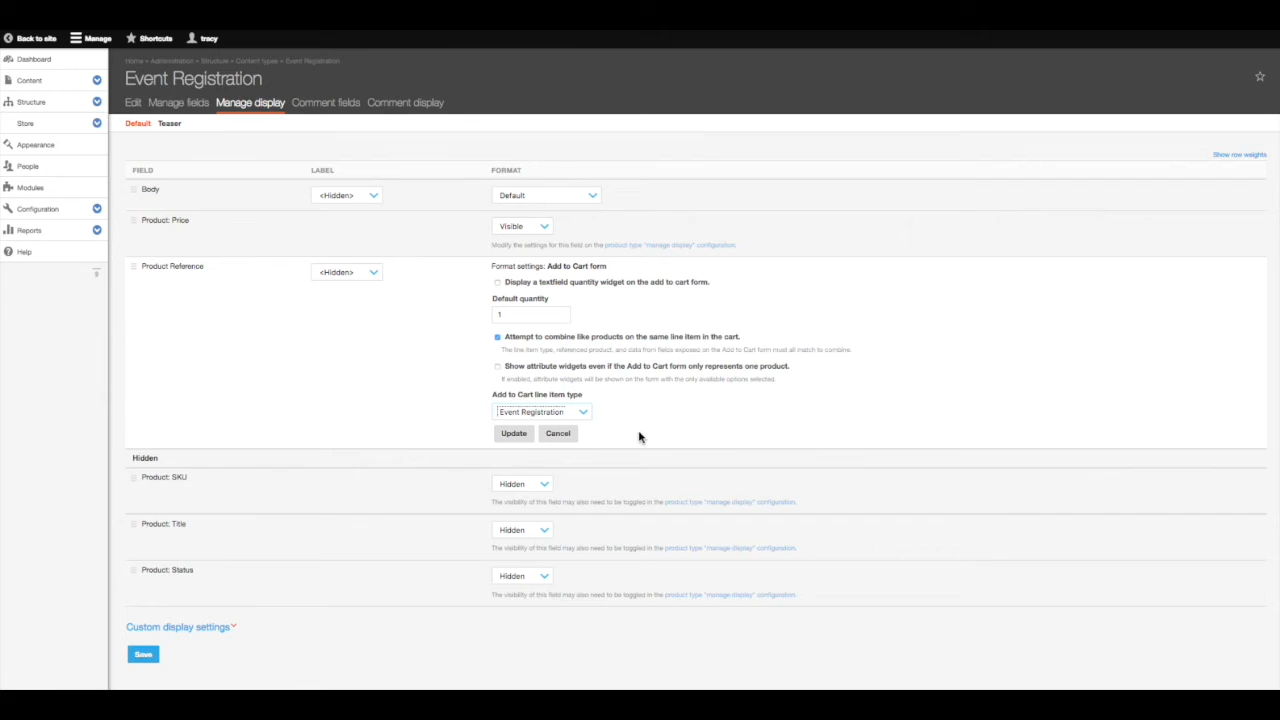 Back to site Manage Shortcuts tracy
Dashboard
Content
Structure
Store
Appearance
People
Modules
Configuration
Reports
Help
Home » Administration » Structure » Content types » Event Registration
Event Registration
Edit Manage fields Manage display Comment fields Comment display
Default Teaser
Show row weights
FIELD LABEL FORMAT
Body <Hidden> Default
Product: Price Visible
Modify the settings for this field on the product type "manage display" configuration.
Product Reference <Hidden> Format settings: Add to Cart form
Display a textfield quantity widget on the add to cart form.
Default quantity
1
Attempt to combine like products on the same line item in the cart.
The line item type, referenced product, and data from fields exposed on the Add to Cart form must all match to combine.
Show attribute widgets even if the Add to Cart form only represents one product.
If enabled, attribute widgets will be shown on the form with the only available options selected.
Add to Cart line item type
Event Registration
Update Cancel
Hidden
Product: SKU Hidden
The visibility of this field may also need to be toggled in the product type "manage display" configuration.
Product: Title Hidden
The visibility of this field may also need to be toggled in the product type "manage display" configuration.
Product: Status Hidden
The visibility of this field may also need to be toggled in the product type "manage display" configuration.
Custom display settings
Save